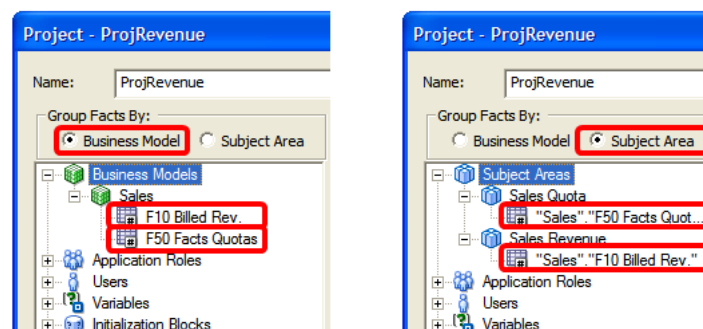 Project - ProjRevenue
Name: ProjRevenue
Group Facts By:
Business Model Subject Area
Business Models
Sales
F10 Billed Rev.
F50 Facts Quotas
Application Roles
Users
Variables
Initialization Blocks
Project - ProjRevenue
Name: ProjRevenue
Group Facts By:
Business Model Subject Area
Subject Areas
Sales Quota
"Sales"."F50 Facts Quot...
Sales Revenue
"Sales"."F10 Billed Rev."
Application Roles
Users
Variables